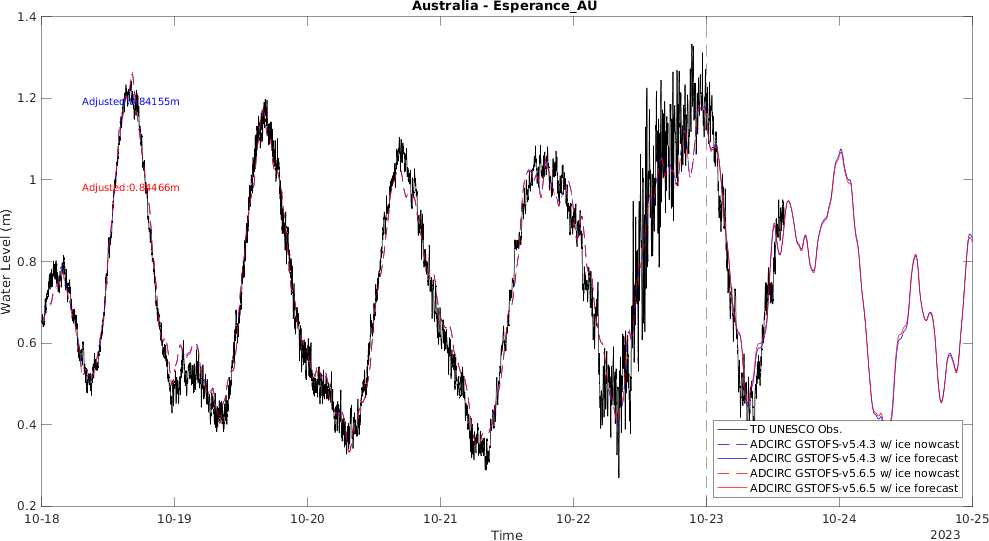 Australia - Esperance_AU
1.4
1.2
1
0.8
0.6
0.4
0.2
Water Level (m)
Adjusted:0.84155m
Adjusted:0.84466m
TD UNESCO Obs.
ADCIRC GSTOFS-v5.4.3 w/ ice nowcast
ADCIRC GSTOFS-v5.4.3 w/ ice forecast
ADCIRC GSTOFS-v5.6.5 w/ ice nowcast
ADCIRC GSTOFS-v5.6.5 w/ ice forecast
10-18 10-19 10-20 10-21 10-22 10-23 10-24 10-25
Time
2023